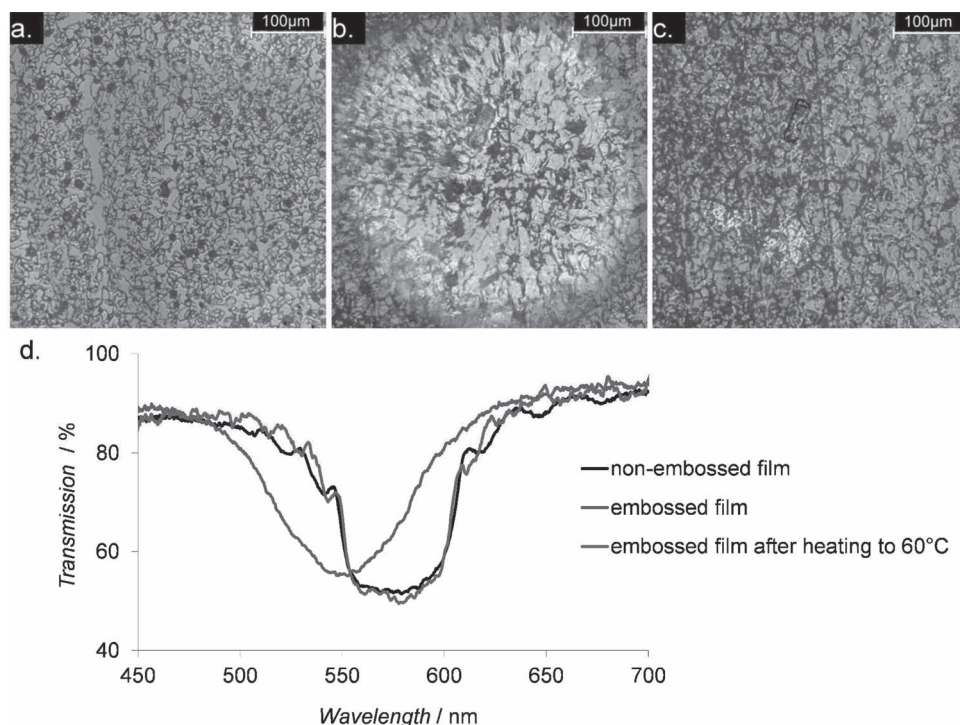 a.
100μm
b.
100μm
c.
100μm
d.
100
80
60
40
Transmission / %
450
500
550
600
650
700
Wavelength / nm
non-embossed film
embossed film
embossed film after heating to 60°C